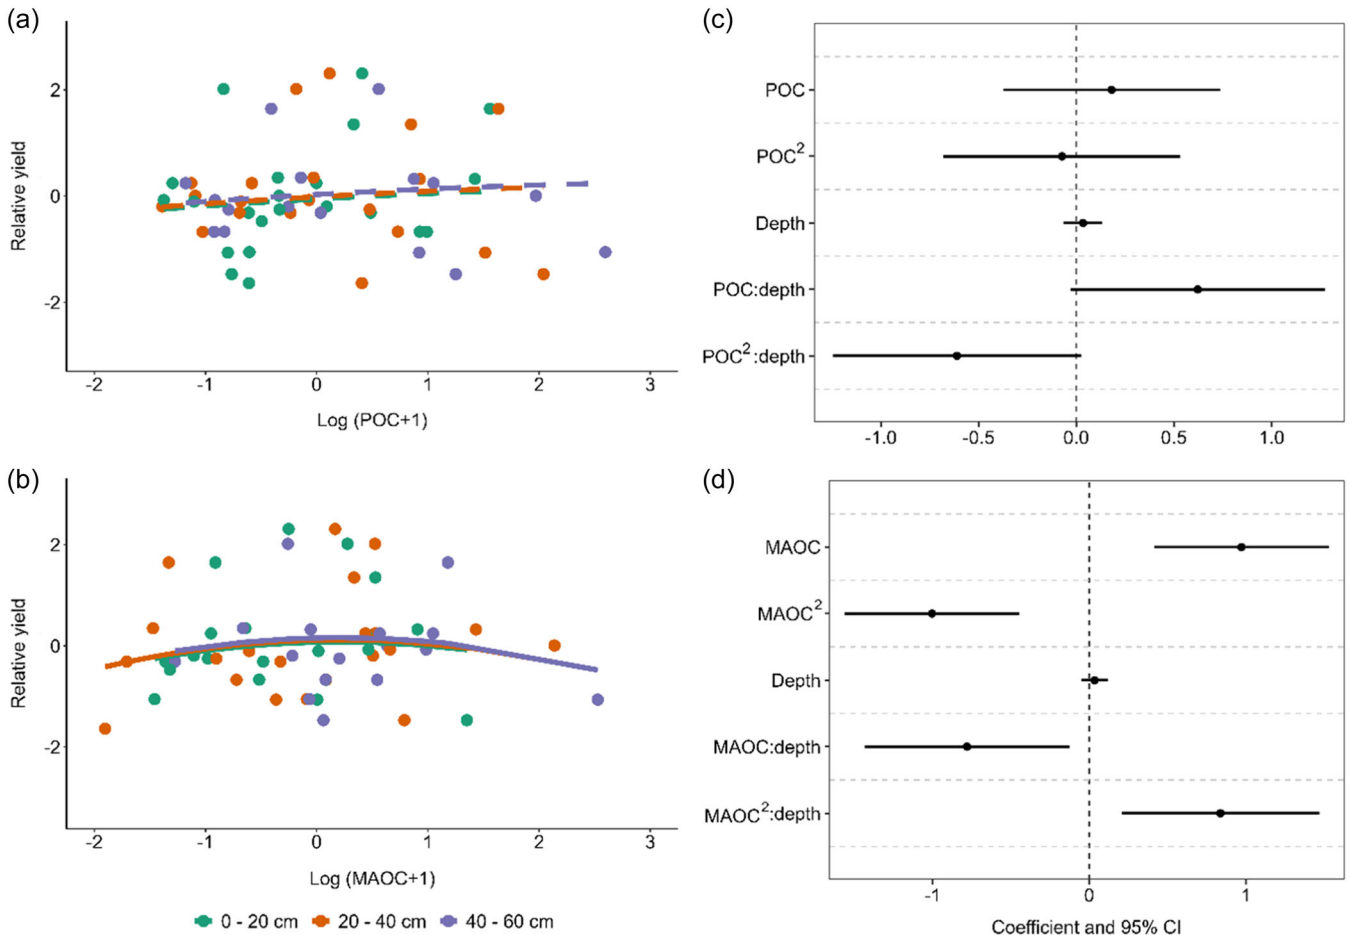 (a)
Relative yield
2
0
-2
-2 -1 0 1 2 3
Log (POC+1)
(c)
POC
POC²
Depth
POC:depth
POC²:depth
-1.0 -0.5 0.0 0.5 1.0
(b)
Relative yield
2
0
-2
-2 -1 0 1 2 3
Log (MAOC+1)
0 - 20 cm 20 - 40 cm 40 - 60 cm
(d)
MAOC
MAOC²
Depth
MAOC:depth
MAOC²:depth
-1 0 1
Coefficient and 95% CI